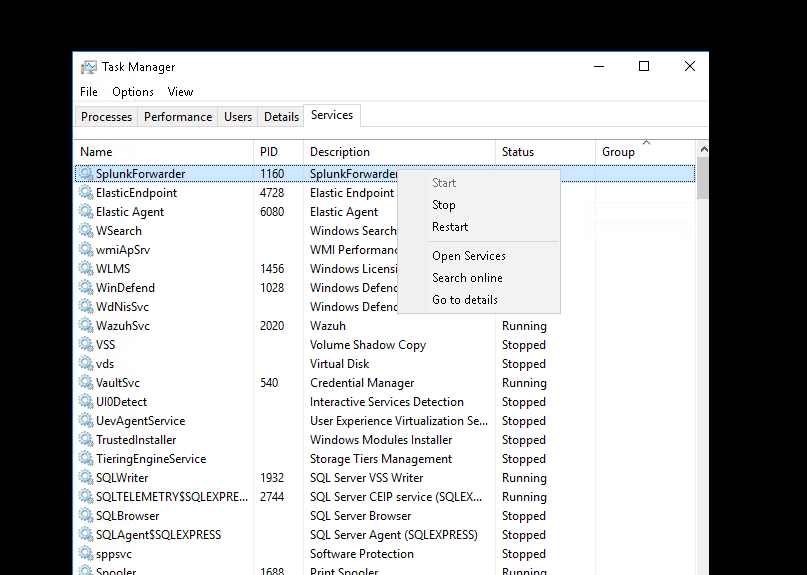 Task Manager
File Options View
Processes Performance Users Details Services
Name PID Description Status Group
SplunkForwarder 1160 SplunkForwarder
ElasticEndpoint 4728 Elastic Endpoint
Elastic Agent 6080 Elastic Agent
WSearch Windows Search
wmiApSrv WMI Performanc
WLMS 1456 Windows Licensi
WinDefend 1028 Windows Defenc
WdNisSvc Windows Defenc
WazuhSvc 2020 Wazuh Running
VSS Volume Shadow Copy Stopped
vds Virtual Disk Stopped
VaultSvc 540 Credential Manager Running
UI0Detect Interactive Services Detection Stopped
UevAgentService User Experience Virtualization Se... Stopped
TrustedInstaller Windows Modules Installer Stopped
TieringEngineService Storage Tiers Management Stopped
SQLWriter 1932 SQL Server VSS Writer Running
SQLTELEMETRY$SQLEXPRE... 2744 SQL Server CEIP service (SQLEX... Running
SQLBrowser SQL Server Browser Stopped
SQLAgent$SQLEXPRESS SQL Server Agent (SQLEXPRESS) Stopped
sppsvc Software Protection Stopped
Spooler 1688 Print Spooler Running
Start
Stop
Restart
Open Services
Search online
Go to details